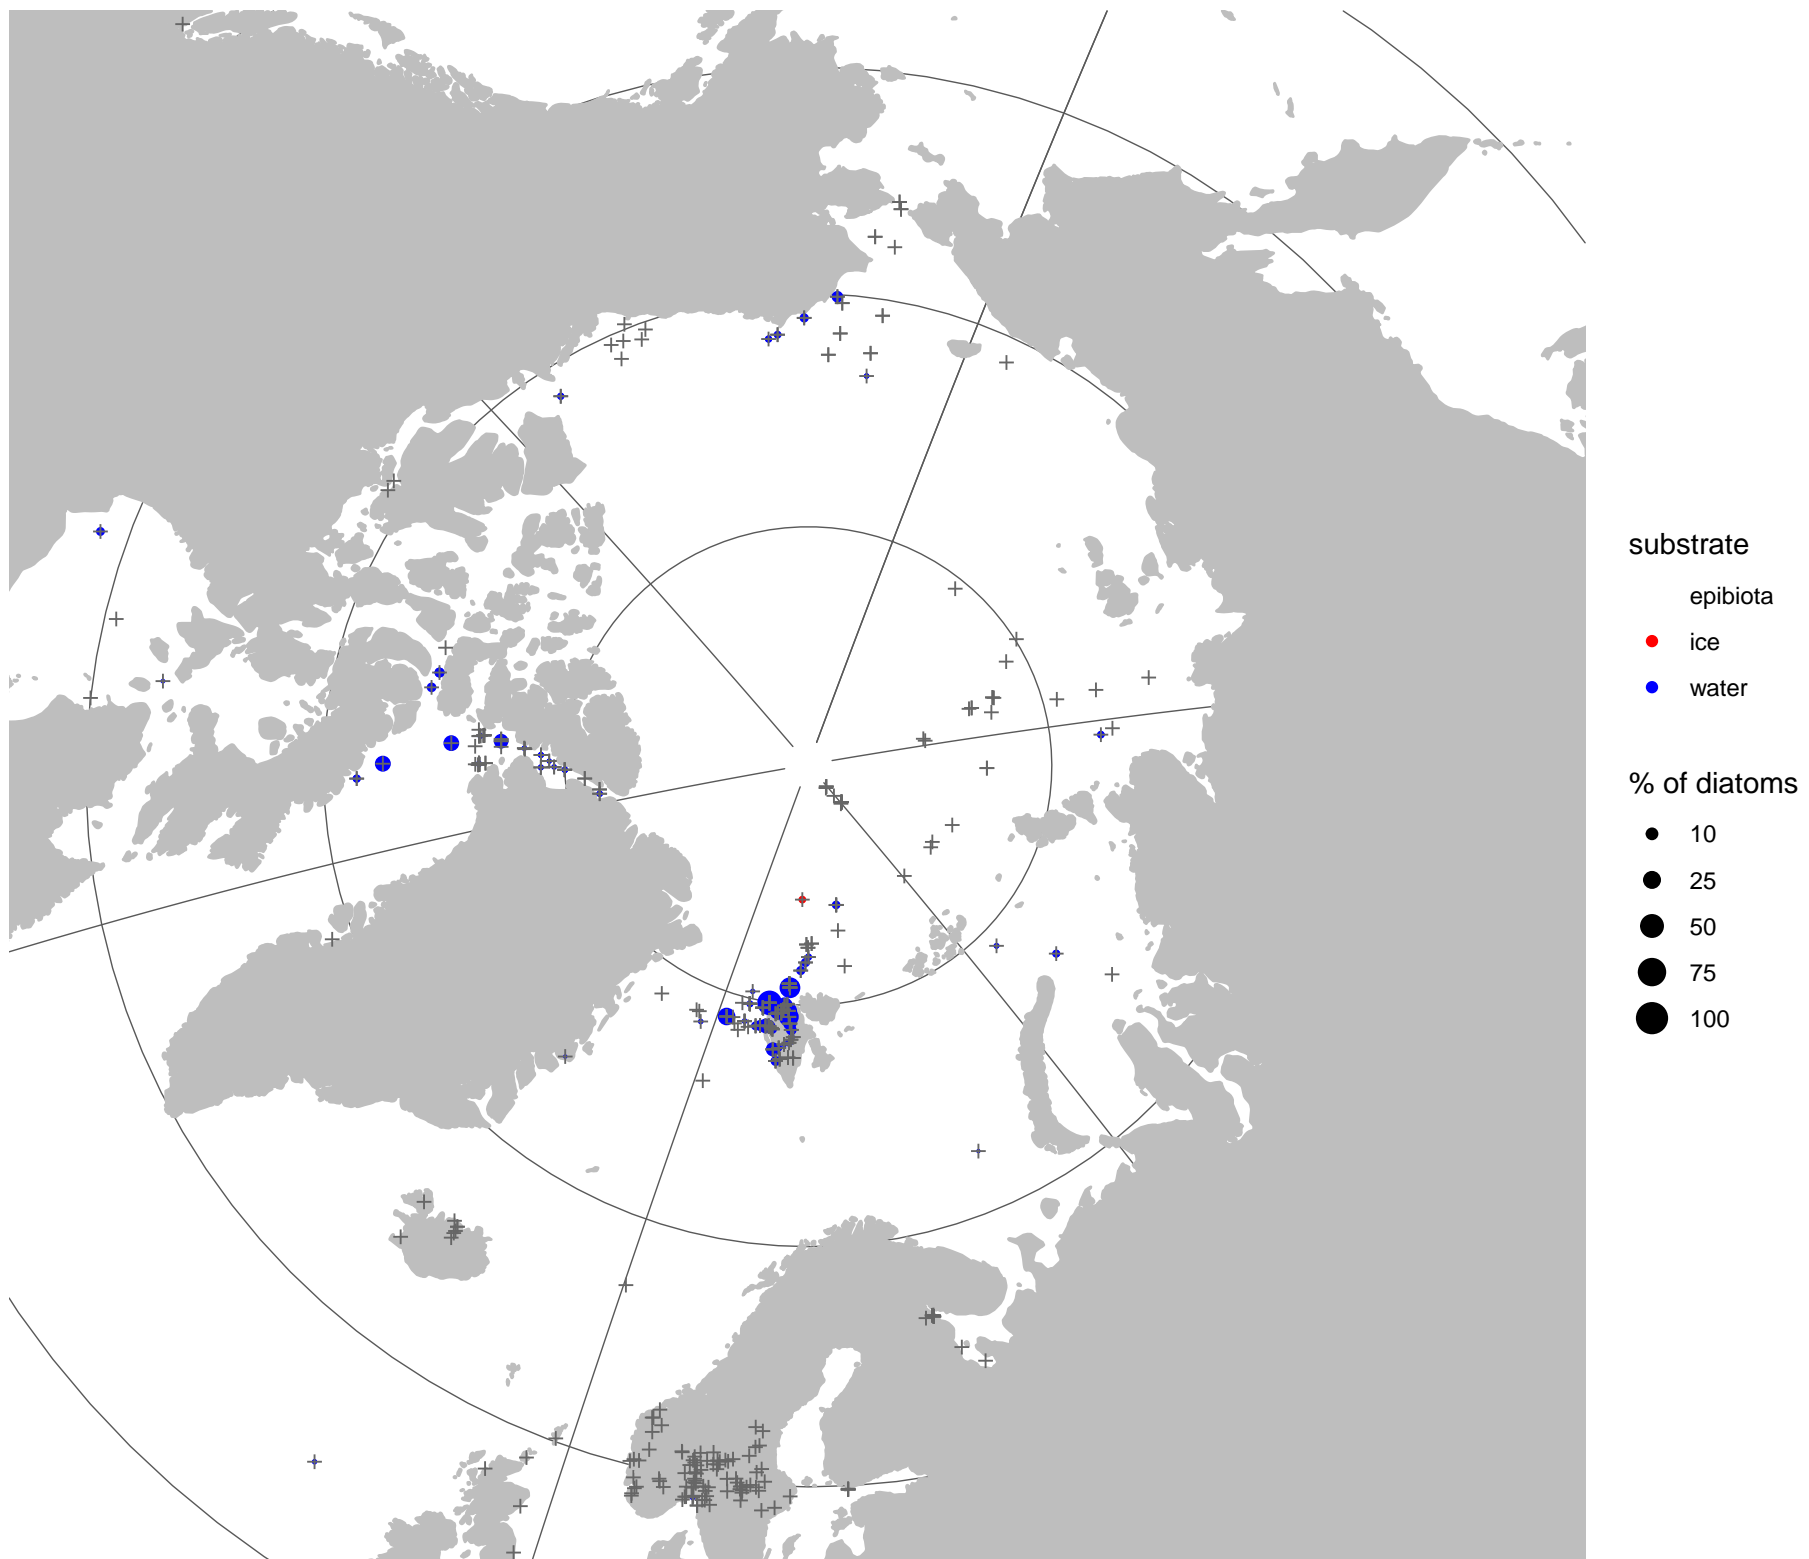 substrate
epibiota
ice
water
% of diatoms
10
25
50
75
100